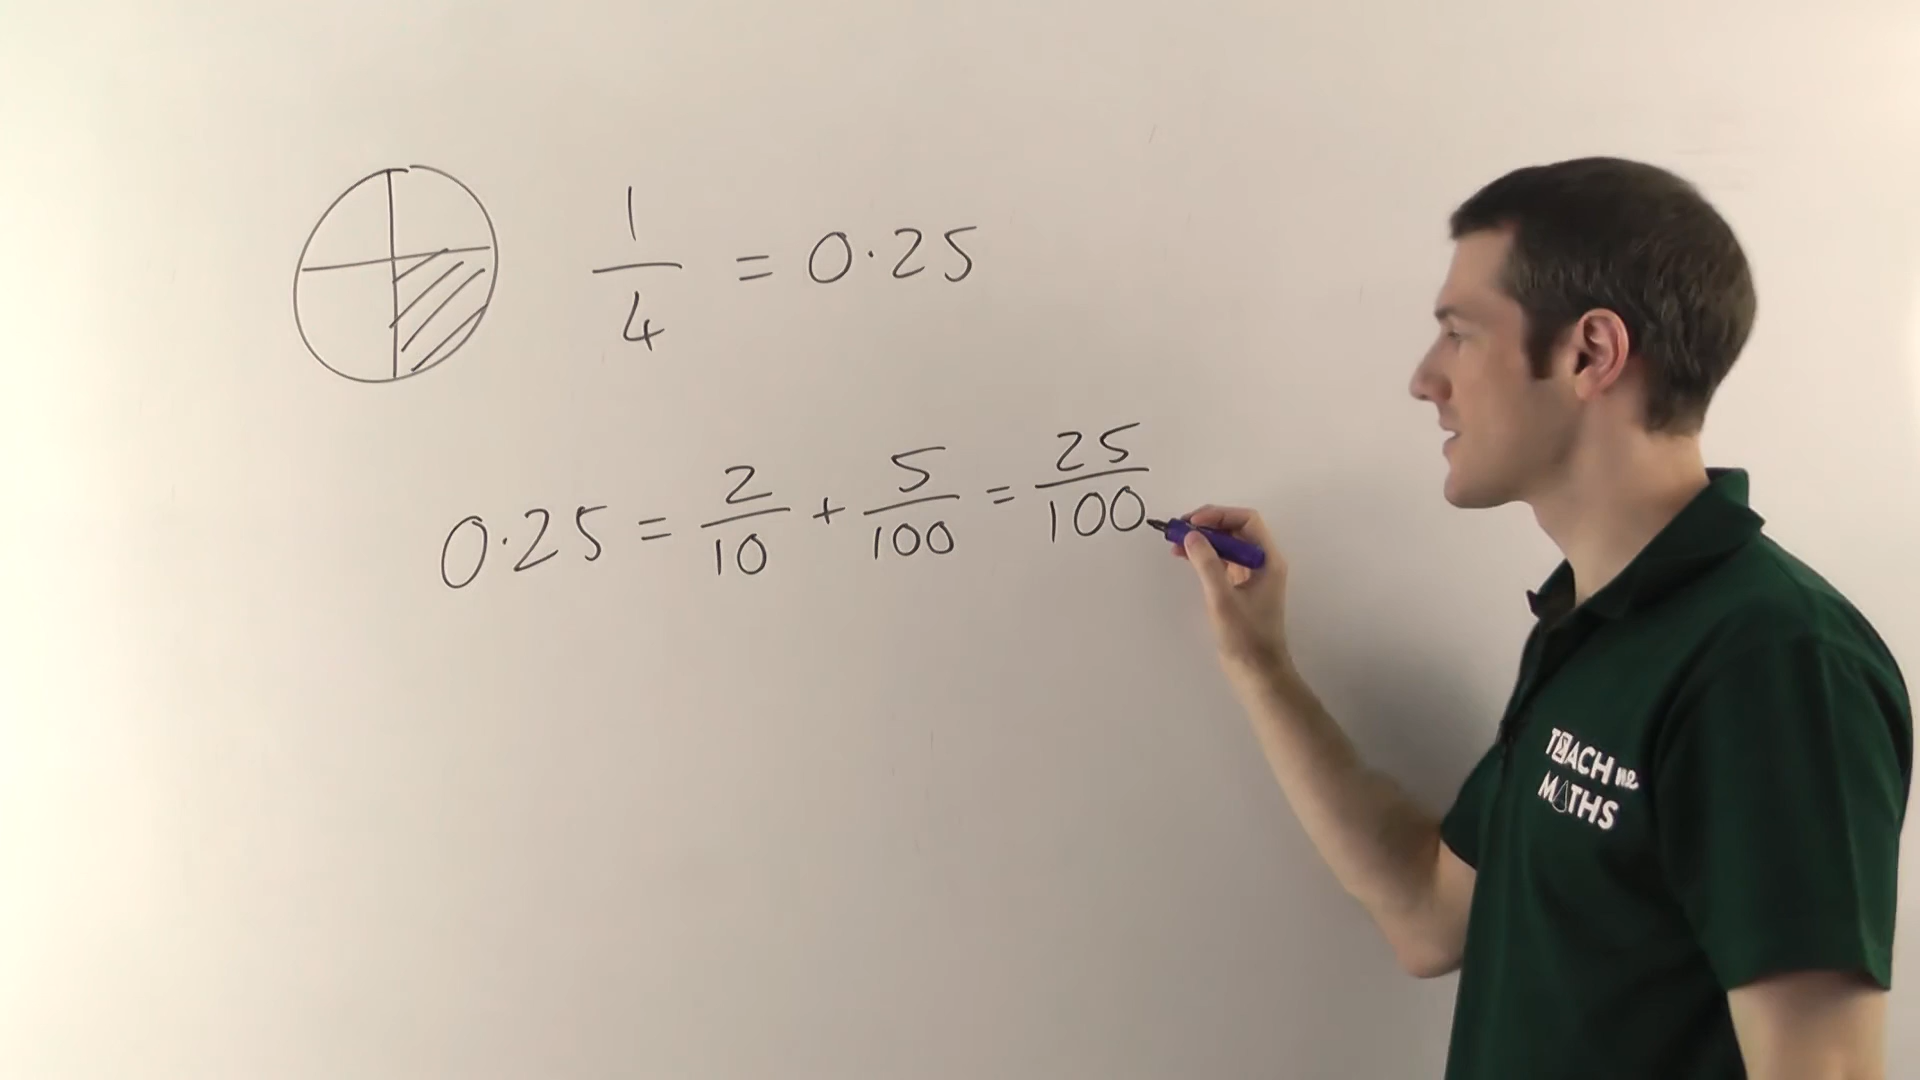 1/4 = 0.25
0.25 = 2/10 + 5/100 = 25/100
TEACH me
MATHS